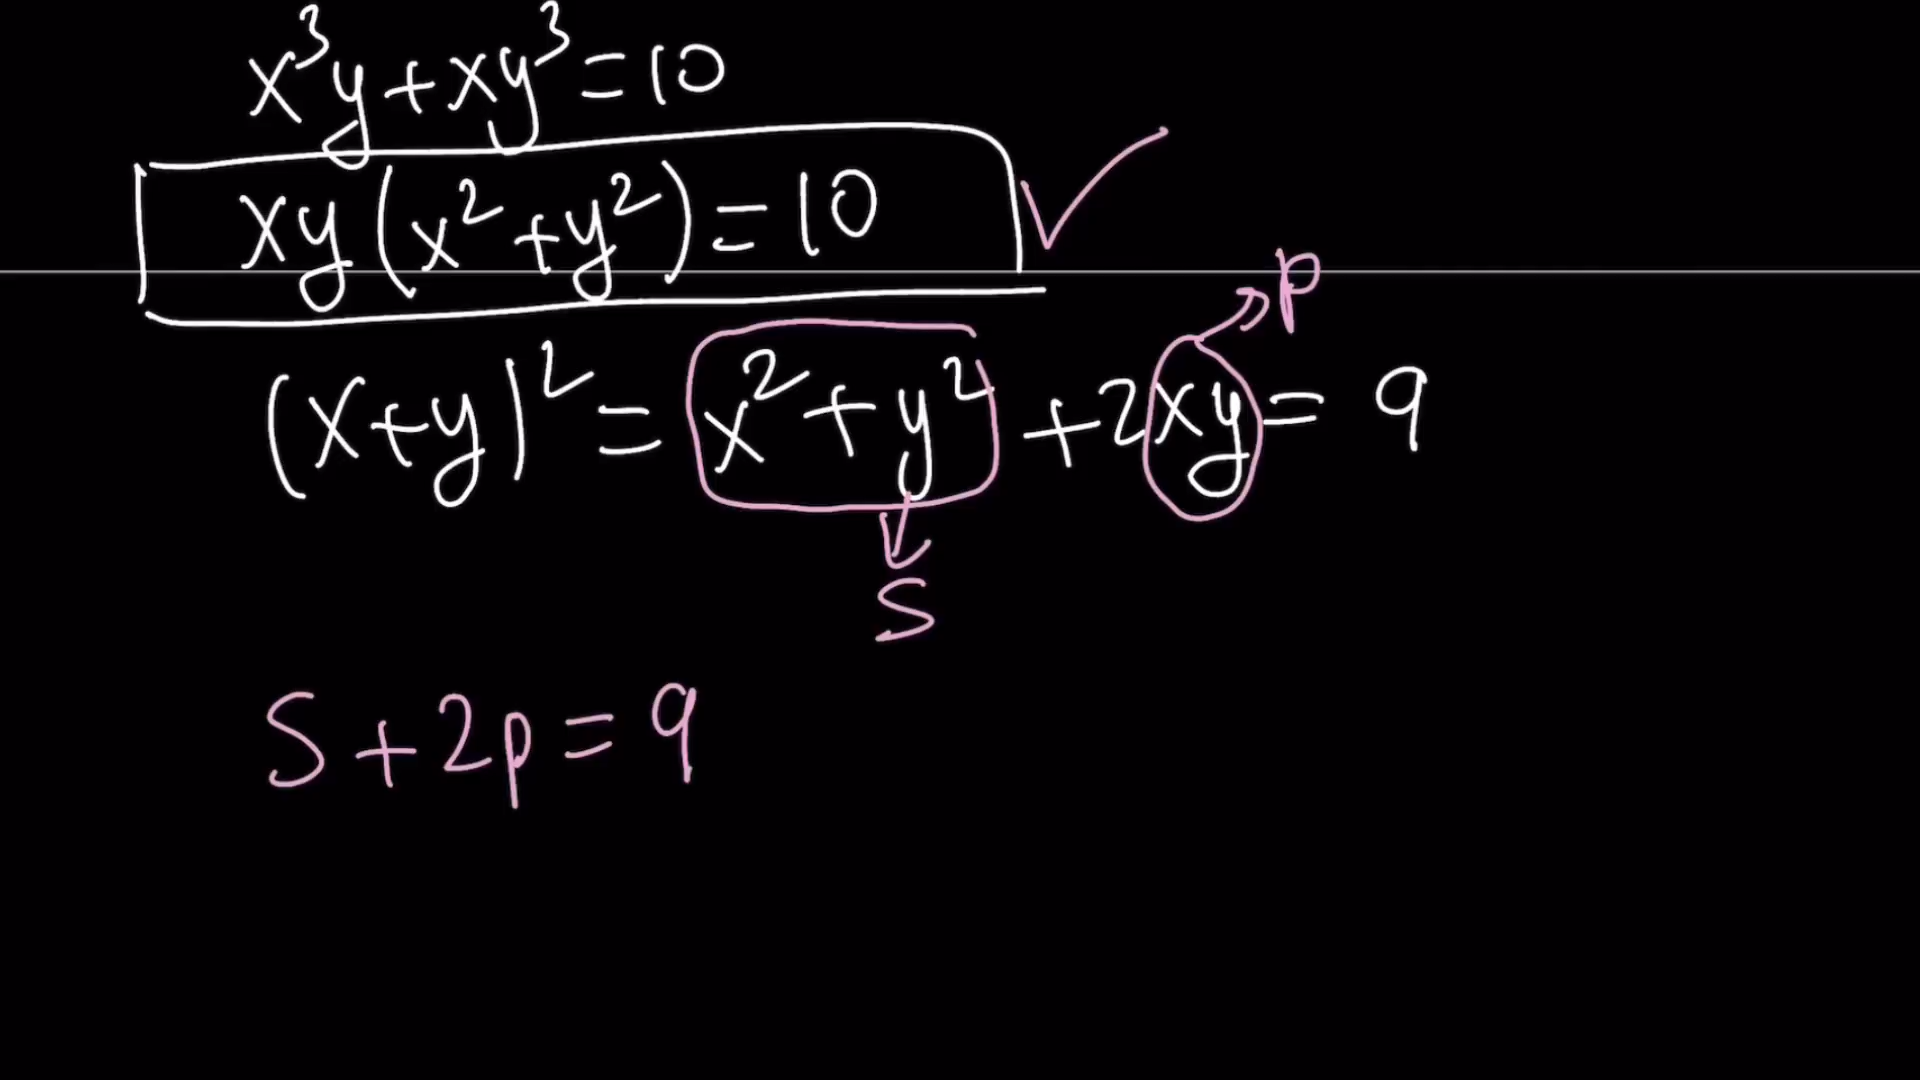 x³y+xy³=10
xy(x²+y²)=10
p
(x+y)²=x²+y²+2xy=9
S
S+2p=9